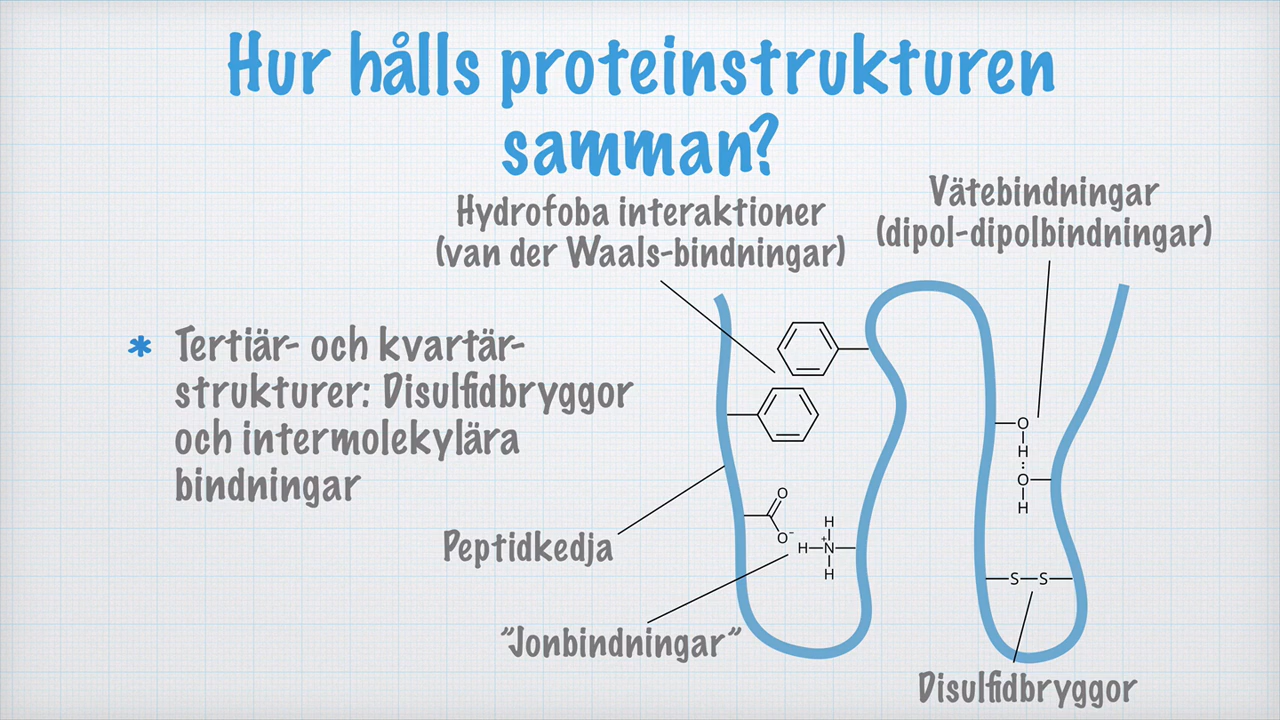 Hur hålls proteinstrukturen
samman?
Hydrofoba interaktioner
(van der Waals-bindningar)
Vätebindningar
(dipol-dipolbindningar)
* Tertiär- och kvartär-
strukturer: Disulfidbryggor
och intermolekylära
bindningar
Peptidkedja
”Jonbindningar”
Disulfidbryggor
O
H
O
H
O
O-
H
H N+
H
S S